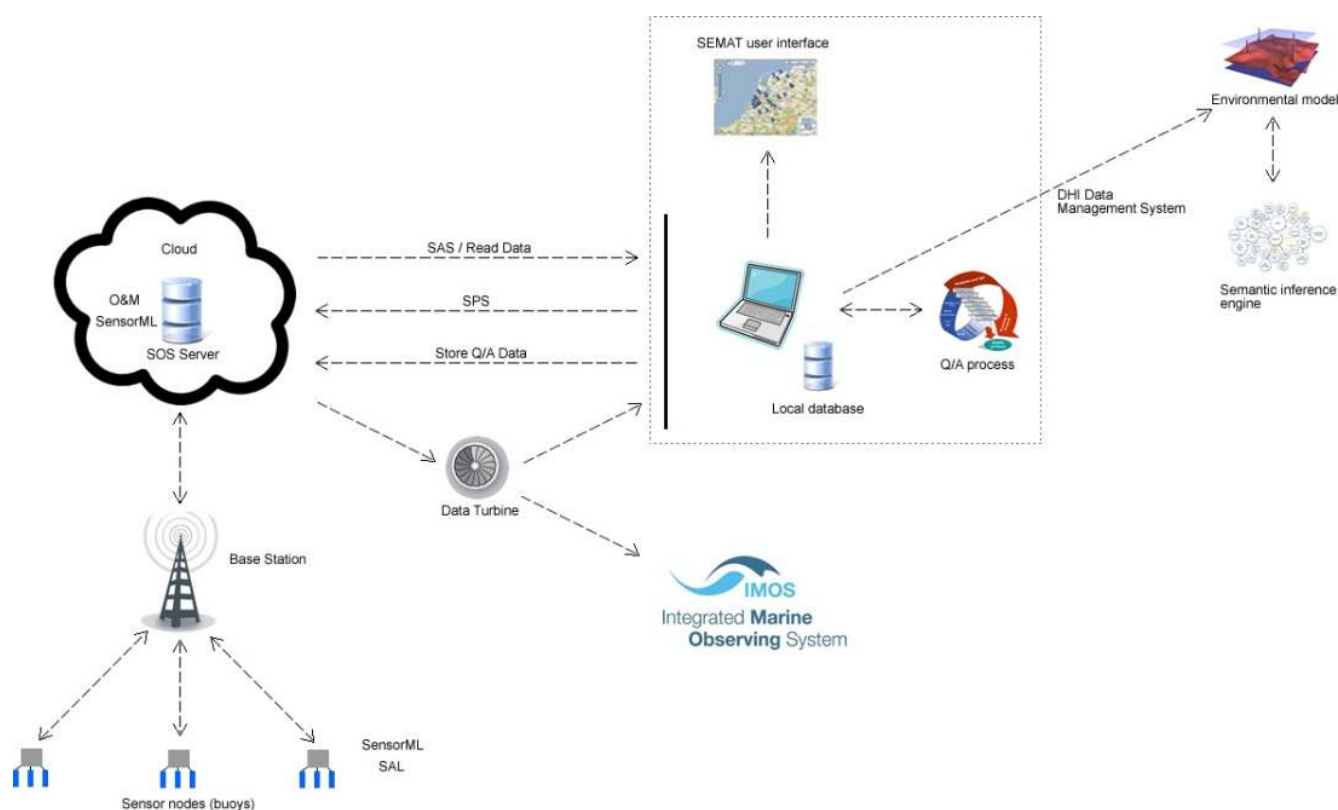 SEMAT user interface
Environmental model
DHI Data
Management System
Semantic inference
engine
Cloud
O&M
SensorML
SOS Server
SAS / Read Data
SPS
Store Q/A Data
Q/A process
Local database
Data Turbine
Base Station
IMOS
Integrated Marine
Observing System
SensorML
SAL
Sensor nodes (buoys)